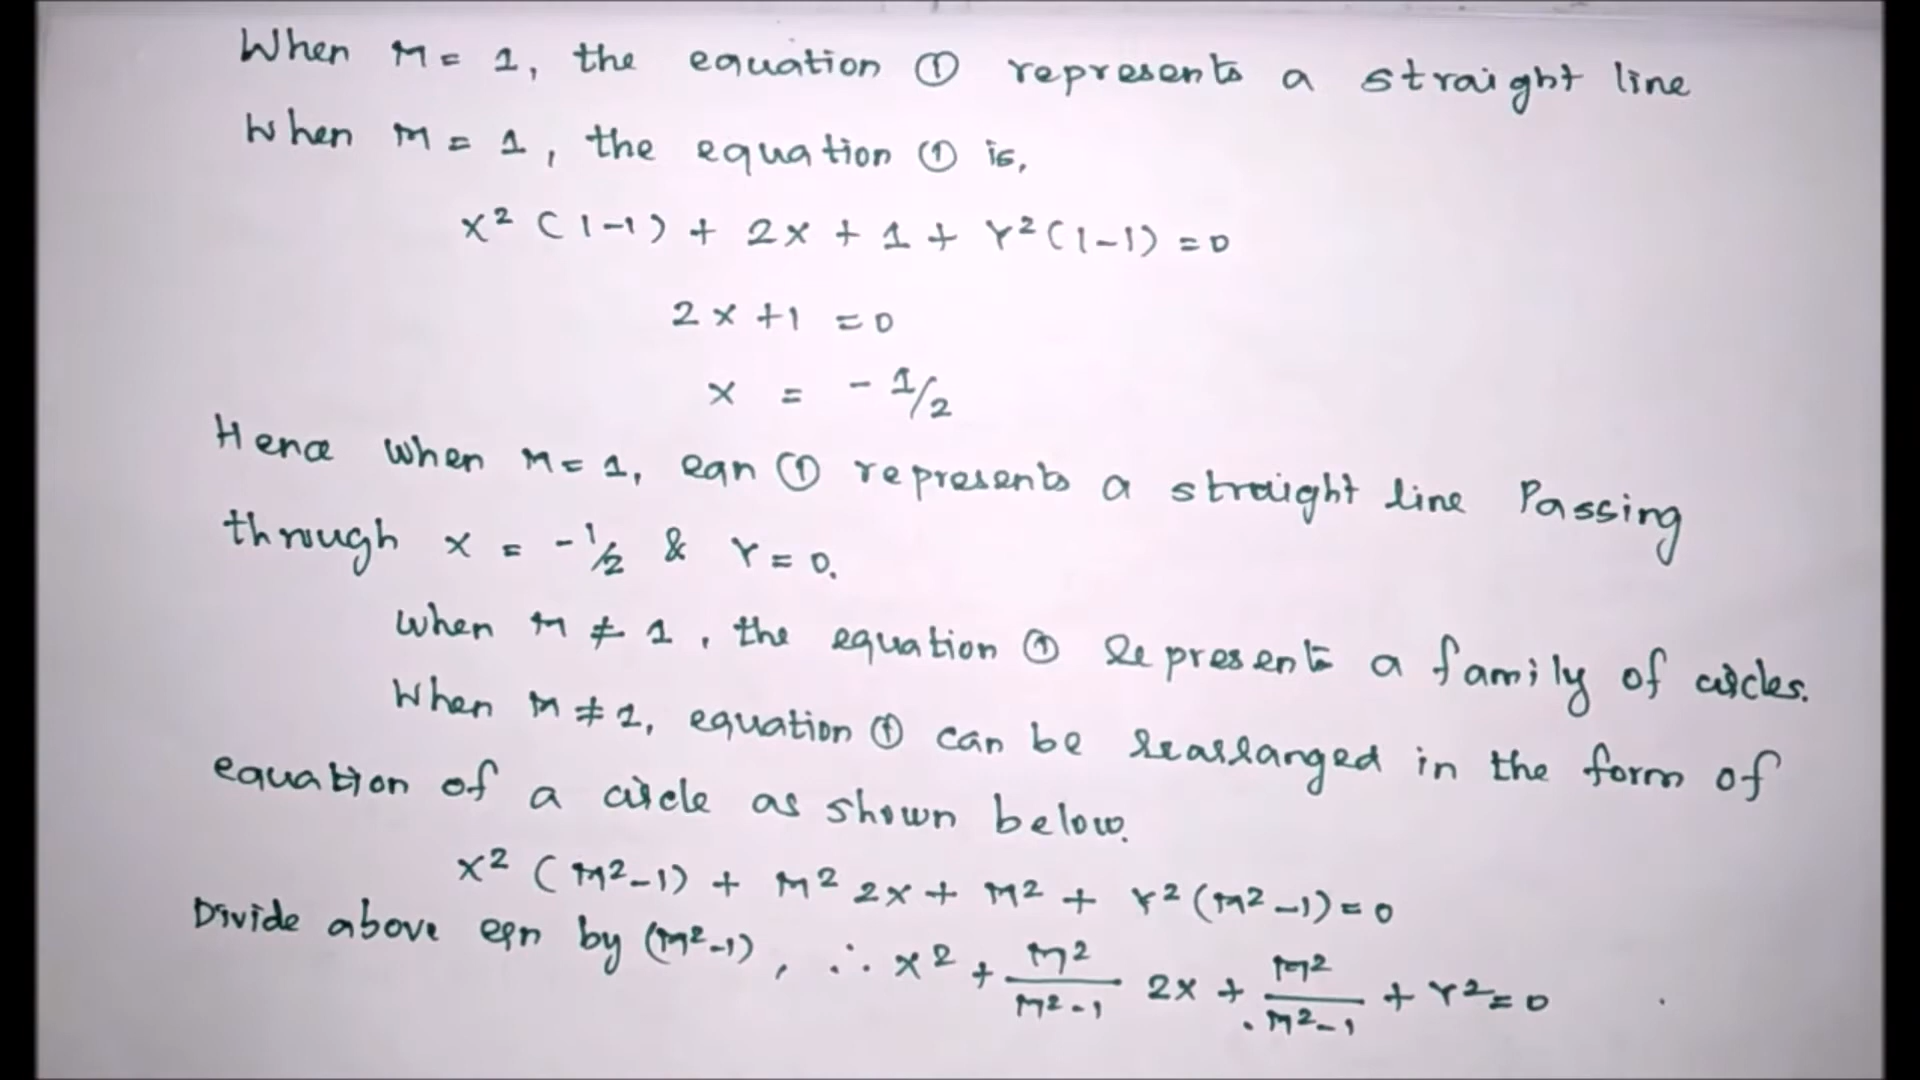 When M = 1, the equation ① represents a straight line
When M = 1, the equation ① is,
X² (1-1) + 2X + 1 + Y²(1-1) = 0
2X + 1 = 0
X = - 1/2
Hence when M = 1, eqn ① represents a straight line Passing
through X = -1/2 & Y = 0.
When M ≠ 1, the equation ① Represents a family of circles.
When M ≠ 1, equation ① can be rearranged in the form of
equation of a circle as shown below.
X² (M²-1) + M² 2X + M² + Y² (M²-1) = 0
Divide above eqn by (M²-1), ∴ X² + M²/(M²-1) 2X + M²/(M²-1) + Y² = 0